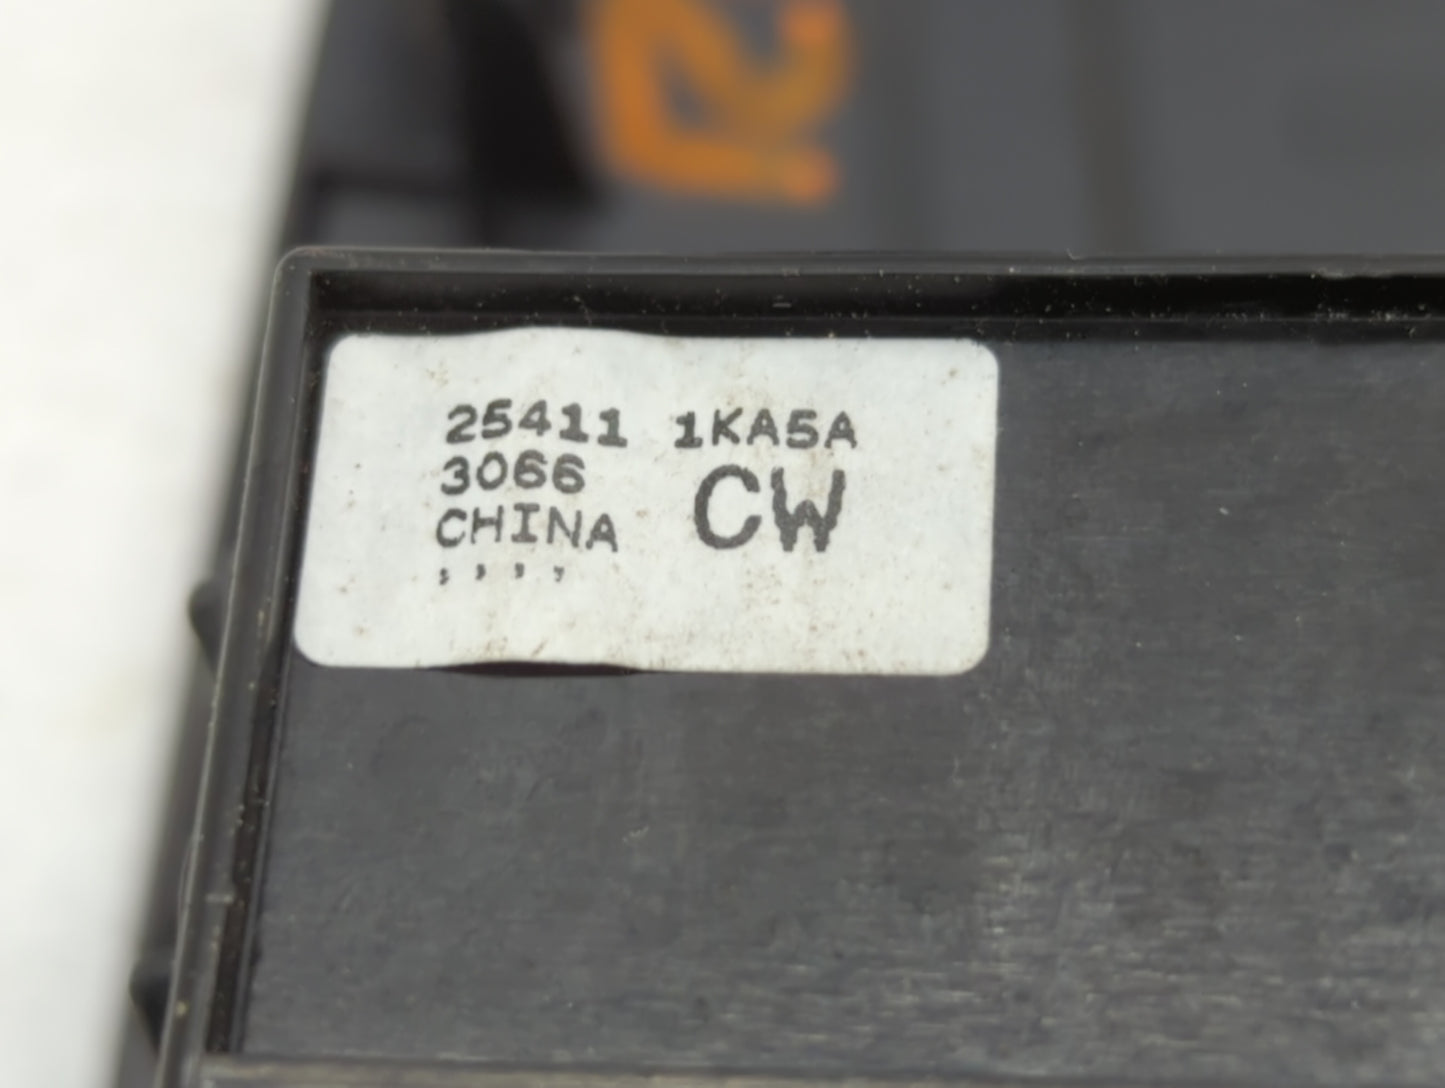 25411 1KA5A
3066
CHINA CW
, , , ,